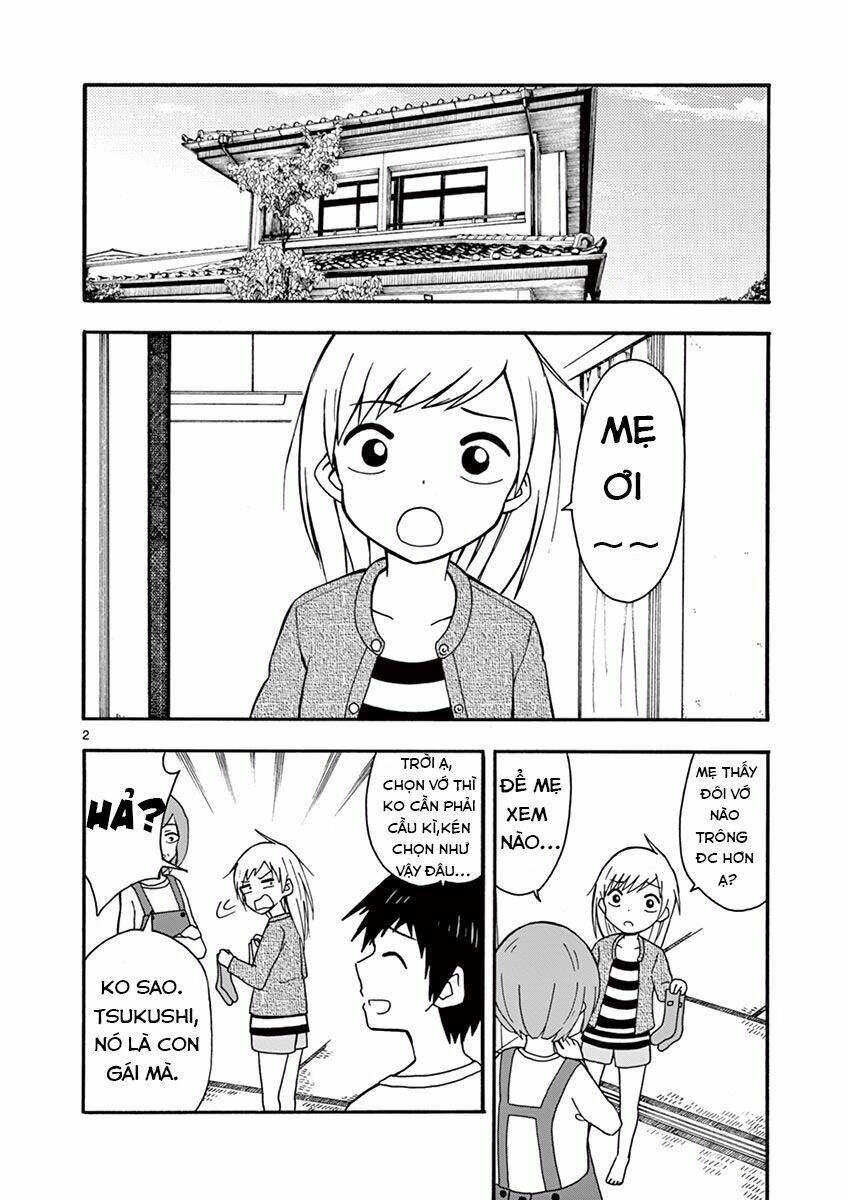 MẸ
ƠI
~~
2
MẸ THẤY
ĐÔI VỚ
NÀO
TRÔNG
ĐC HƠN
Ạ?
ĐỂ MẸ
XEM
NÀO...
TRỜI Ạ,
CHỌN VỚ THÌ
KO CẦN PHẢI
CẦU KÌ,KÉN
CHỌN NHƯ
VẬY ĐÂU...
HẢ?
KO SAO.
TSUKUSHI,
NÓ LÀ CON
GÁI MÀ.